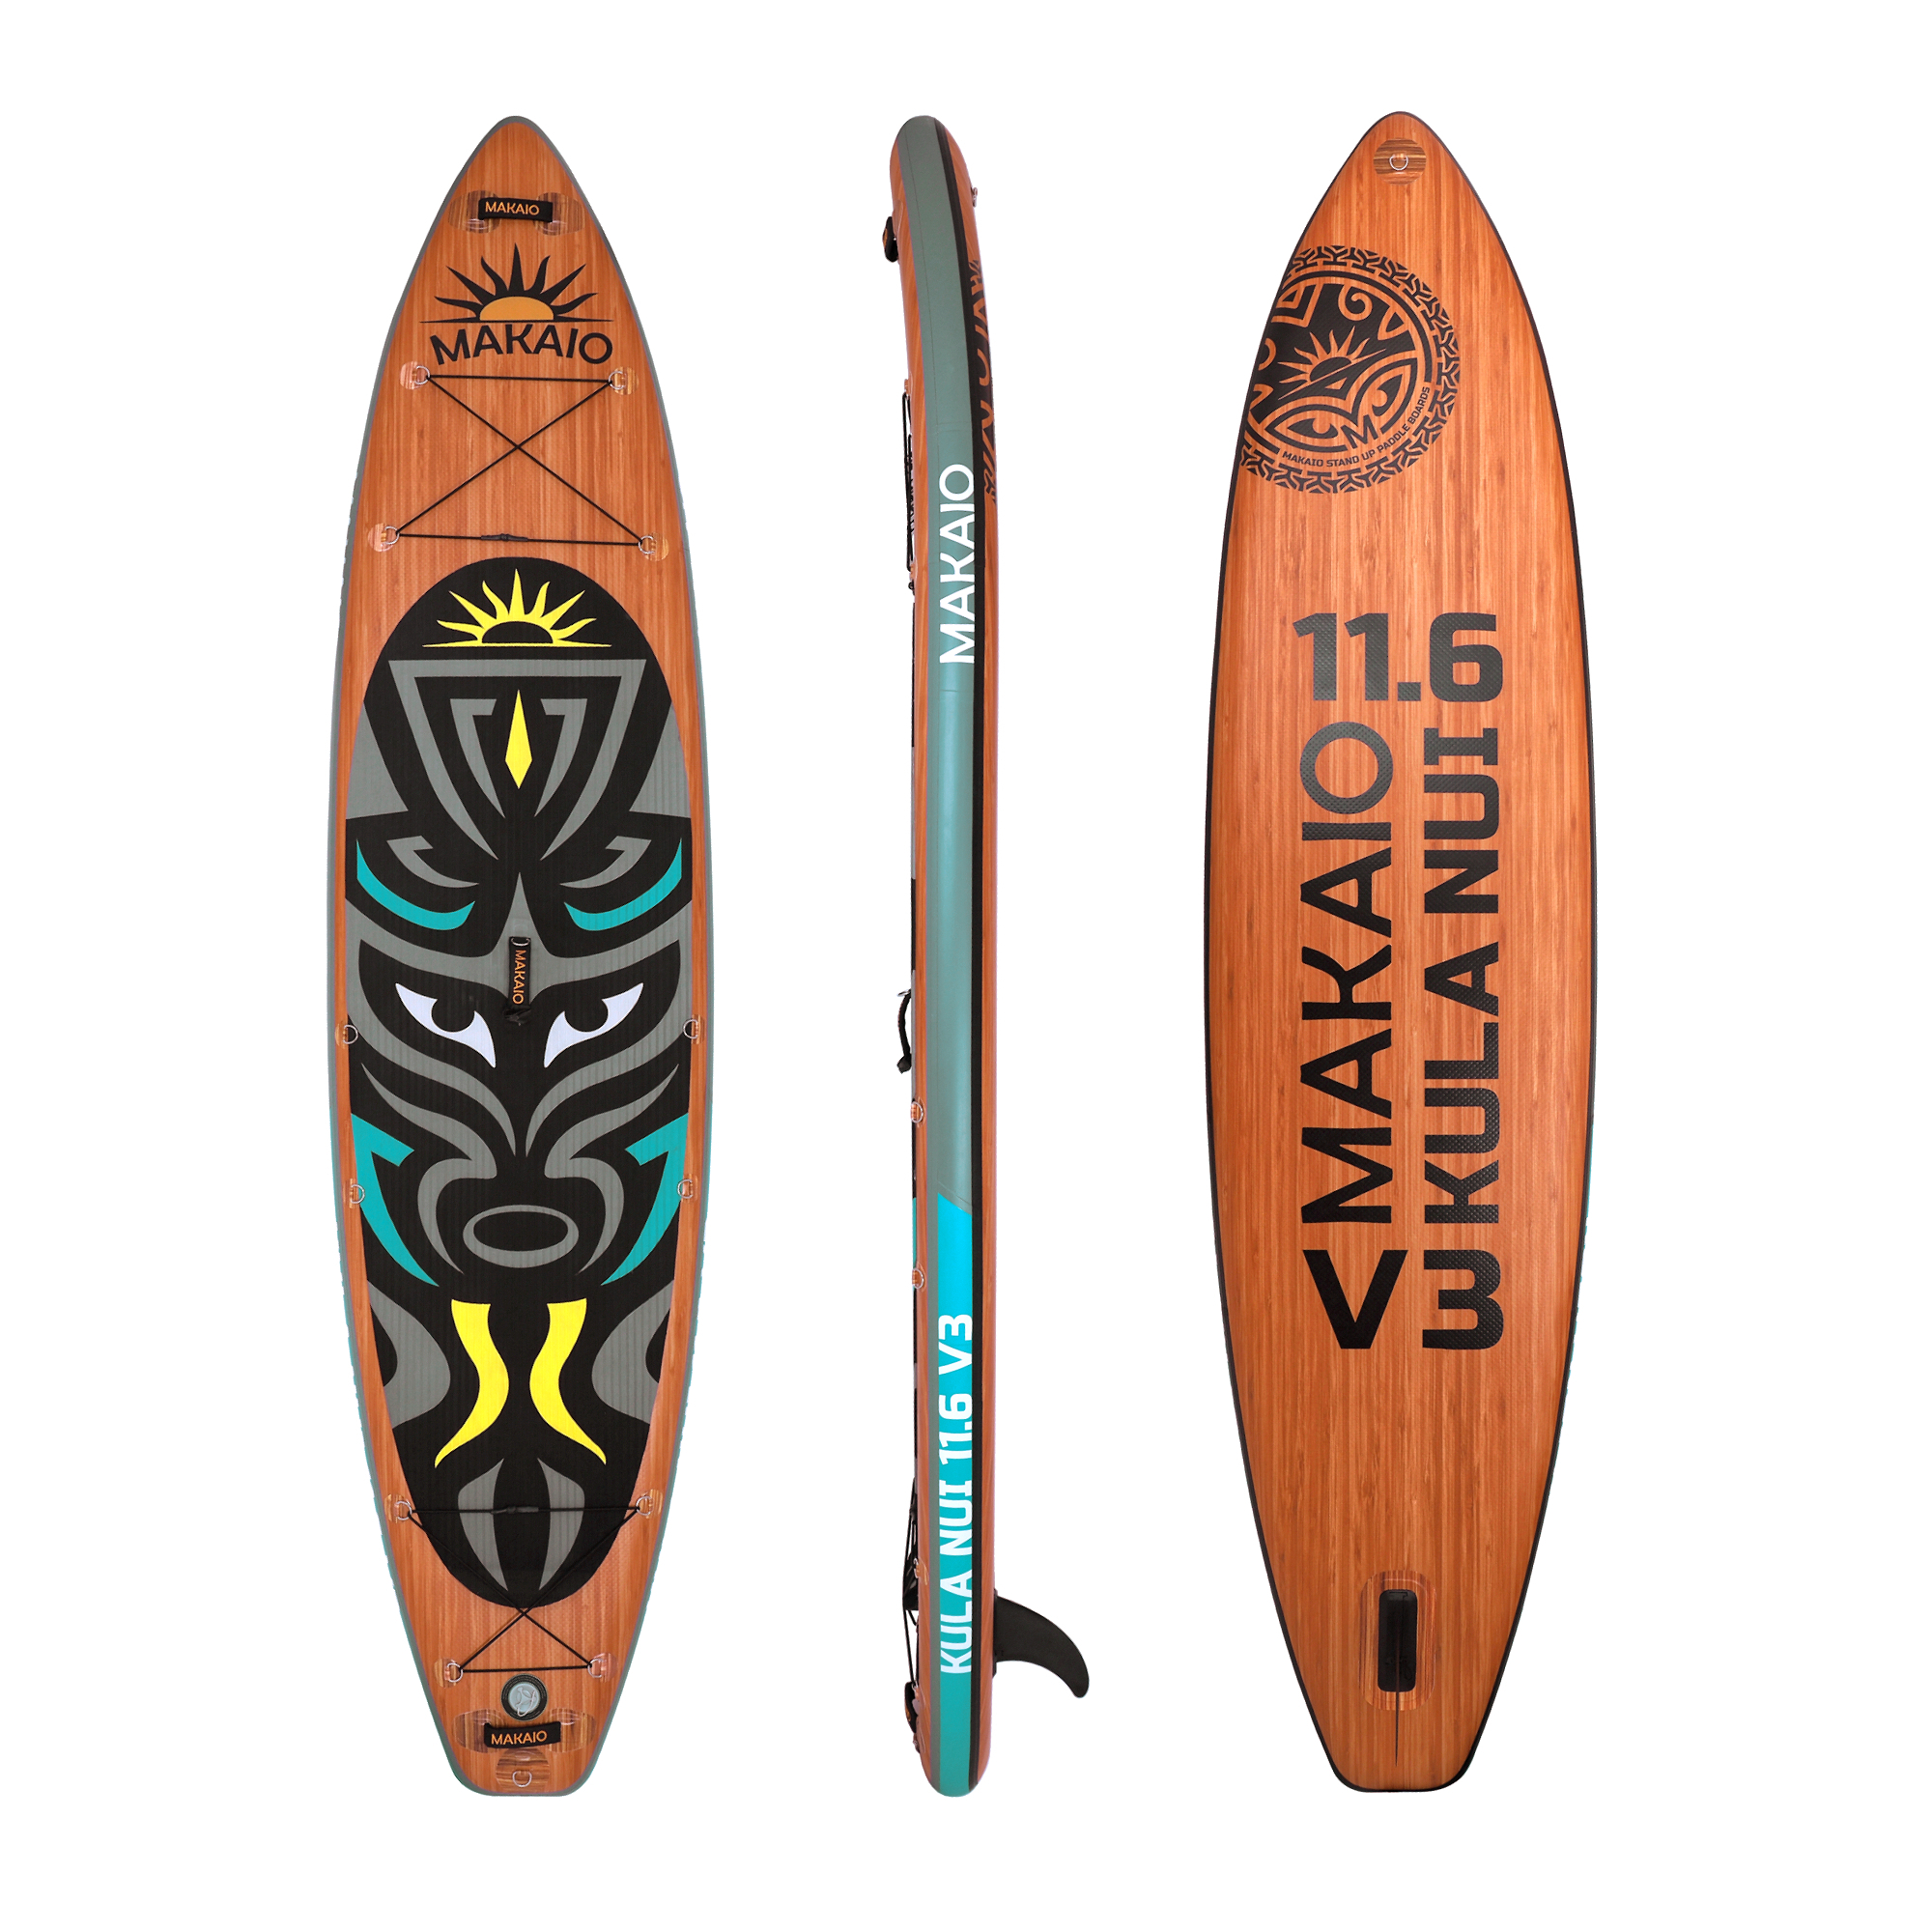 MAKAIO
MAKAIO
MAKAIO
MAKAIO
MAKAIO
KULA NUI 11.6 V3
M
MAKAIO STAND UP PADDLE BOARDS
11.6
MAKAIO
KULA NUI
V3